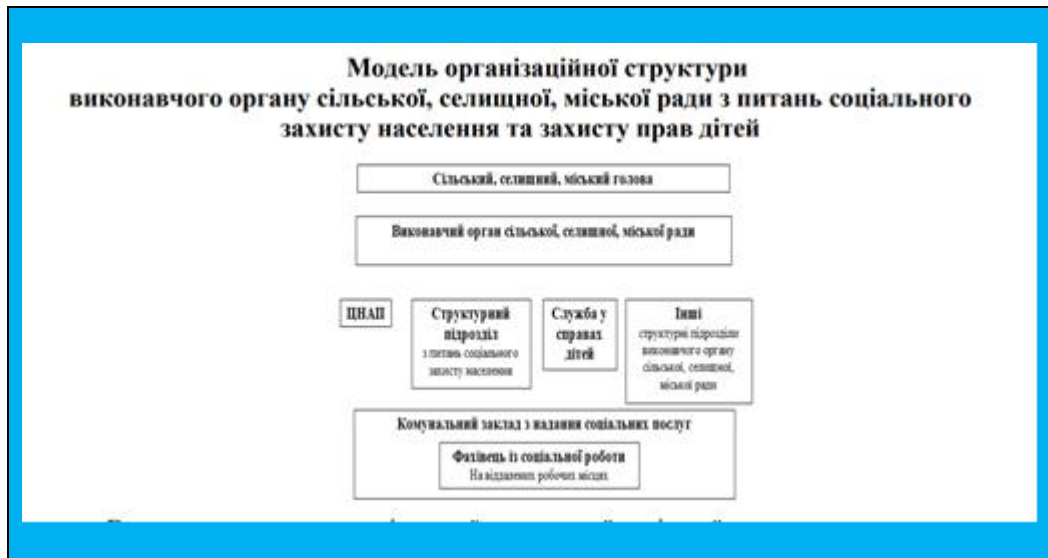 Модель організаційної структури
виконавчого органу сільської, селищної, міської ради з питань соціального
захисту населення та захисту прав дітей
Сільський, селищний, міський голова
Виконавчий орган сільської, селищної, міської ради
ЦНАП
Структурний
підрозділ
з питань соціального
захисту населення
Служба у
справах
дітей
Інші
структурні підрозділи
виконавчого органу
сільської, селищної,
міської ради
Комунальний заклад з надання соціальних послуг
Фахівець із соціальної роботи
На віддалених робочих місцях